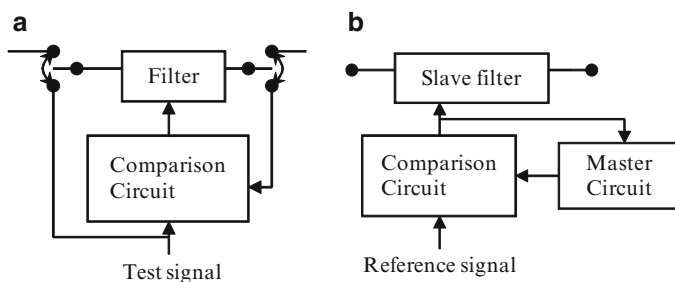 a
Filter
Comparison
Circuit
Test signal
b
Slave filter
Comparison
Circuit
Master
Circuit
Reference signal